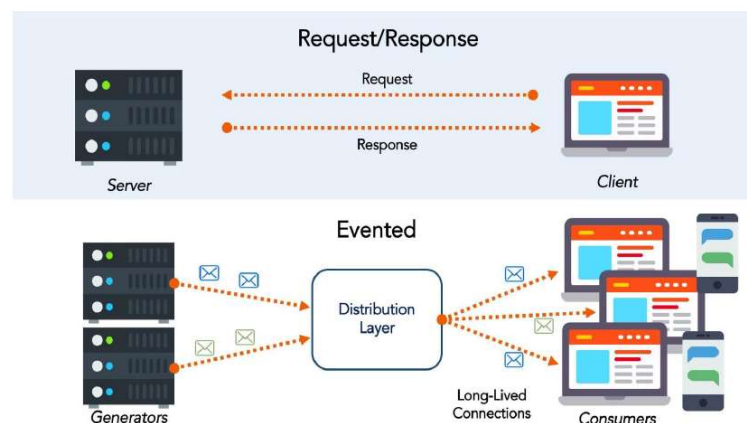 Request/Response
Request
Response
Server
Client
Evented
Distribution
Layer
Long-Lived
Connections
Generators
Consumers